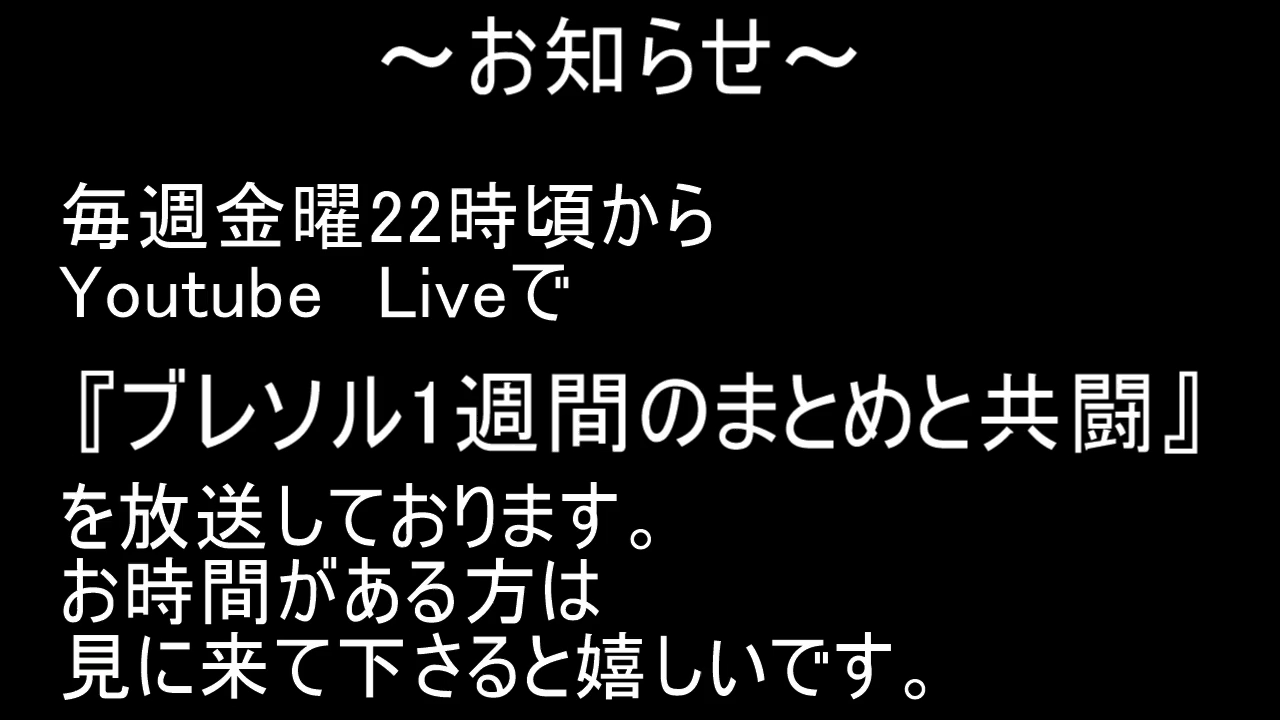 ～お知らせ～
毎週金曜22時頃から
Youtube　Liveで
『ブレソル1週間のまとめと共闘』
を放送しております。
お時間がある方は
見に来て下さると嬉しいです。